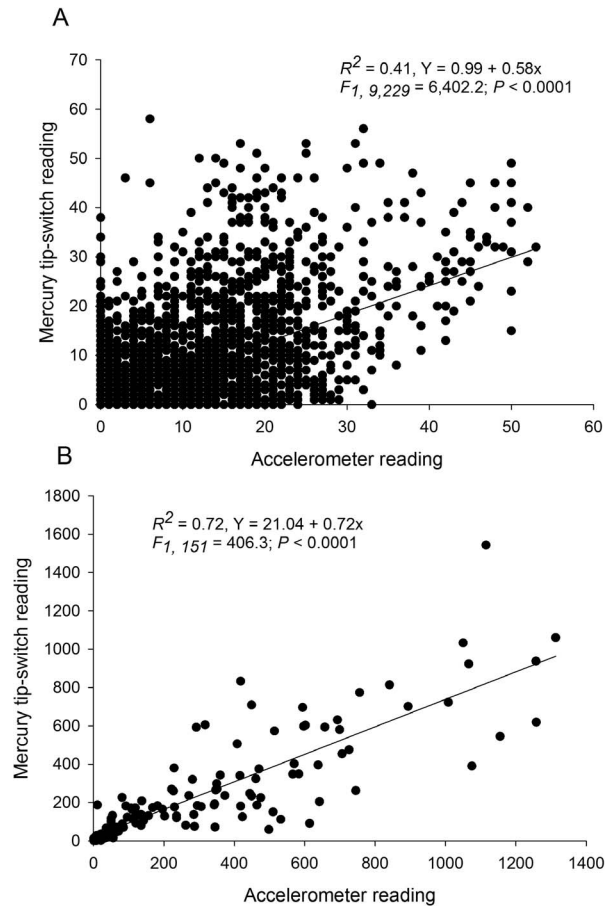 A
R² = 0.41, Y = 0.99 + 0.58x
F1, 9,229 = 6,402.2; P < 0.0001
Mercury tip-switch reading
70
60
50
40
30
20
10
0
0 10 20 30 40 50 60
Accelerometer reading
B
R² = 0.72, Y = 21.04 + 0.72x
F1, 151 = 406.3; P < 0.0001
Mercury tip-switch reading
1800
1600
1400
1200
1000
800
600
400
200
0
0 200 400 600 800 1000 1200 1400
Accelerometer reading